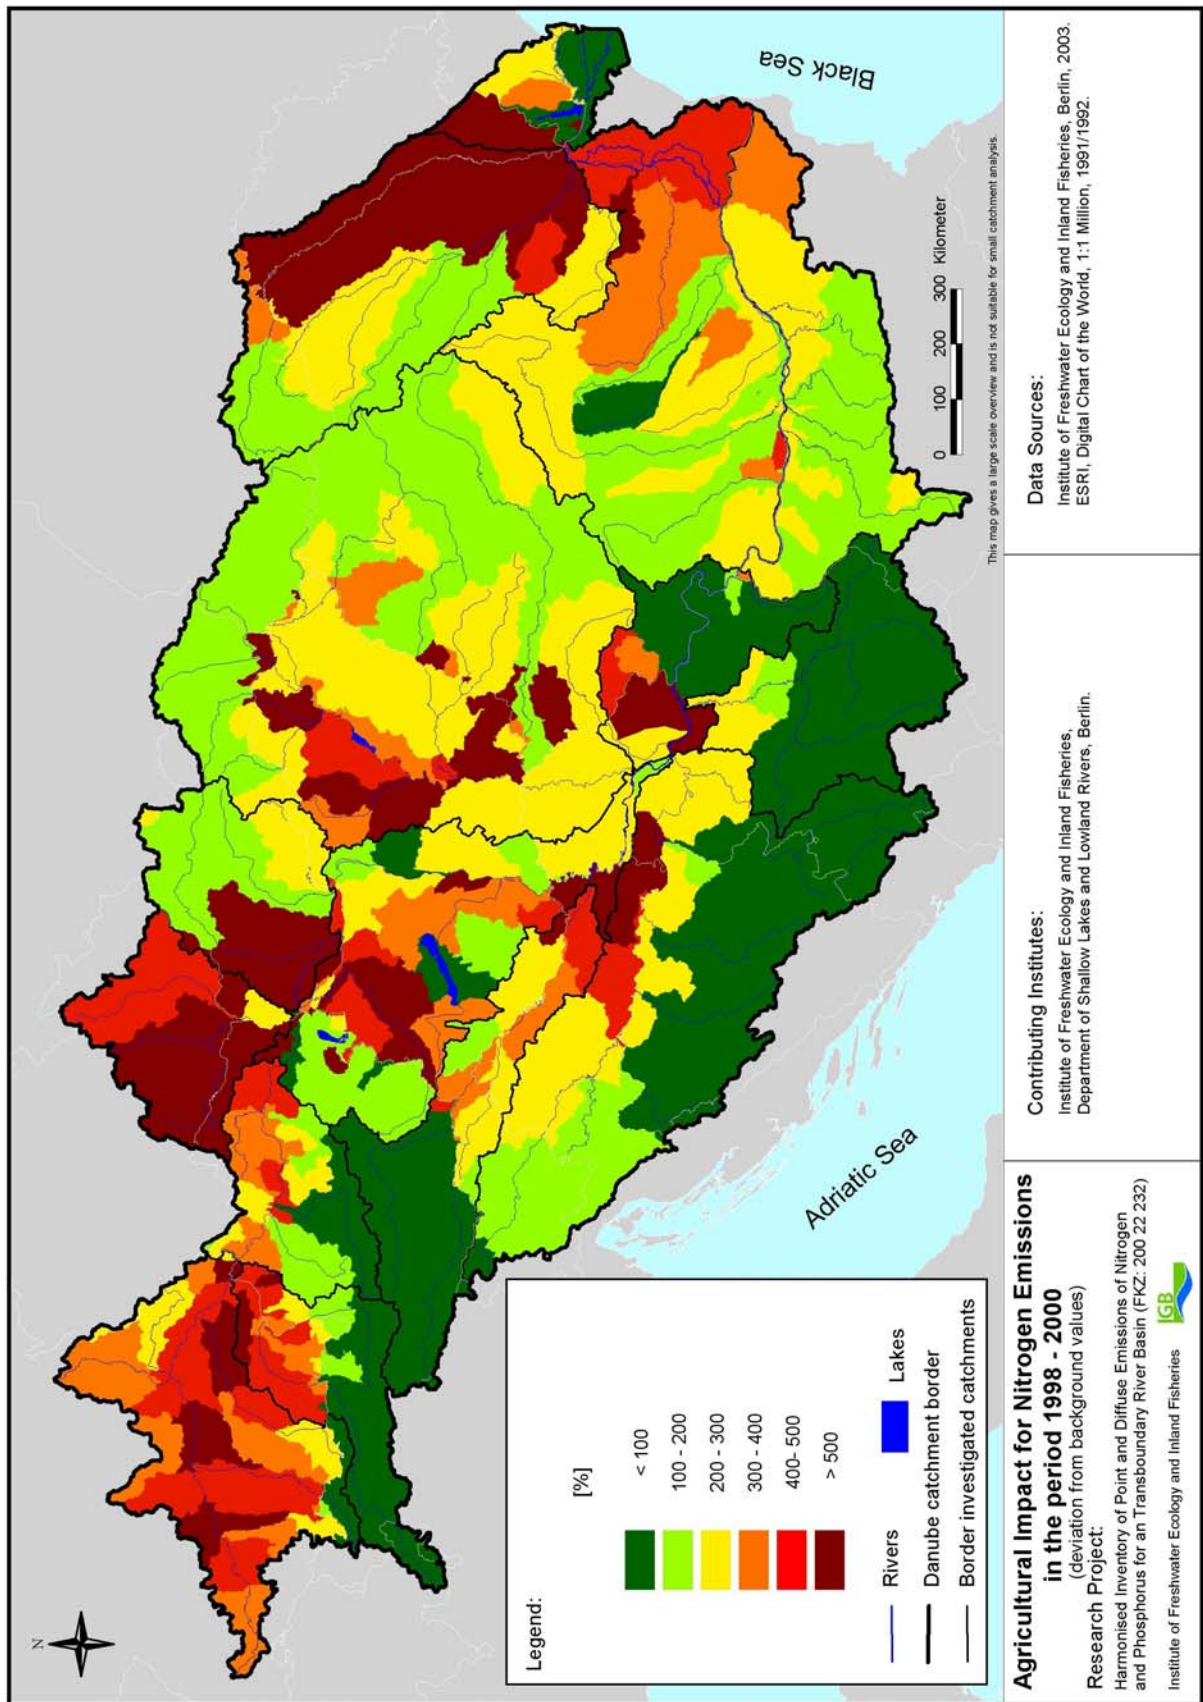 N
Black Sea
Adriatic Sea
0 100 200 300 Kilometer
This map gives a large scale overview and is not suitable for small catchment analysis.
Legend:
[%]
< 100
100 - 200
200 - 300
300 - 400
400- 500
> 500
Rivers
Lakes
Danube catchment border
Border investigated catchments
Agricultural Impact for Nitrogen Emissions
in the period 1998 - 2000
(deviation from background values)
Research Project:
Harmonised Inventory of Point and Diffuse Emissions of Nitrogen
and Phosphorus for an Transboundary River Basin (FKZ: 200 22 232)
Institute of Freshwater Ecology and Inland Fisheries
IGB
Contributing Institutes:
Institute of Freshwater Ecology and Inland Fisheries,
Department of Shallow Lakes and Lowland Rivers, Berlin.
Data Sources:
Institute of Freshwater Ecology and Inland Fisheries, Berlin, 2003.
ESRI, Digital Chart of the World, 1:1 Million, 1991/1992.